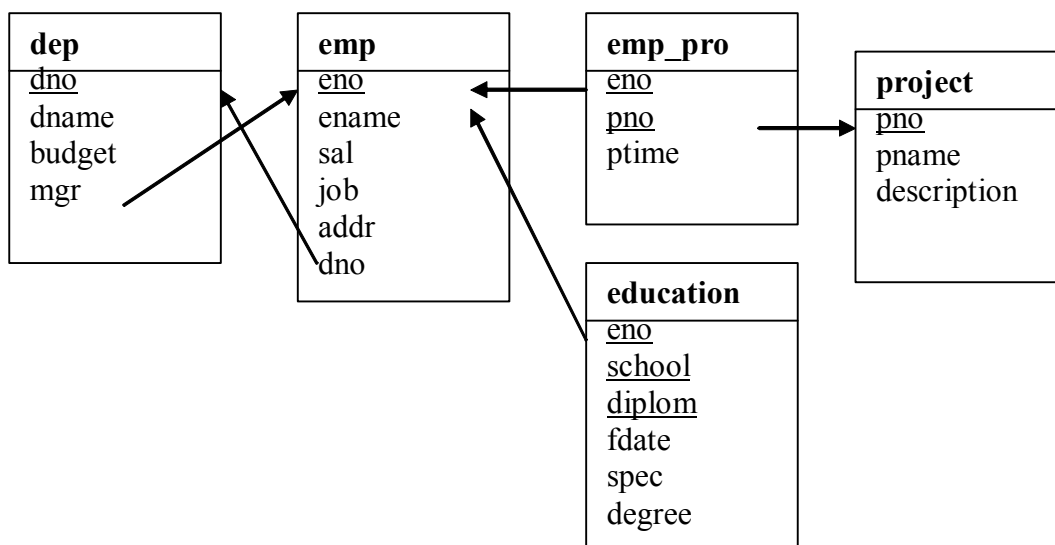 dep
dno
dname
budget
mgr
emp
eno
ename
sal
job
addr
dno
emp_pro
eno
pno
ptime
project
pno
pname
description
education
eno
school
diplom
fdate
spec
degree